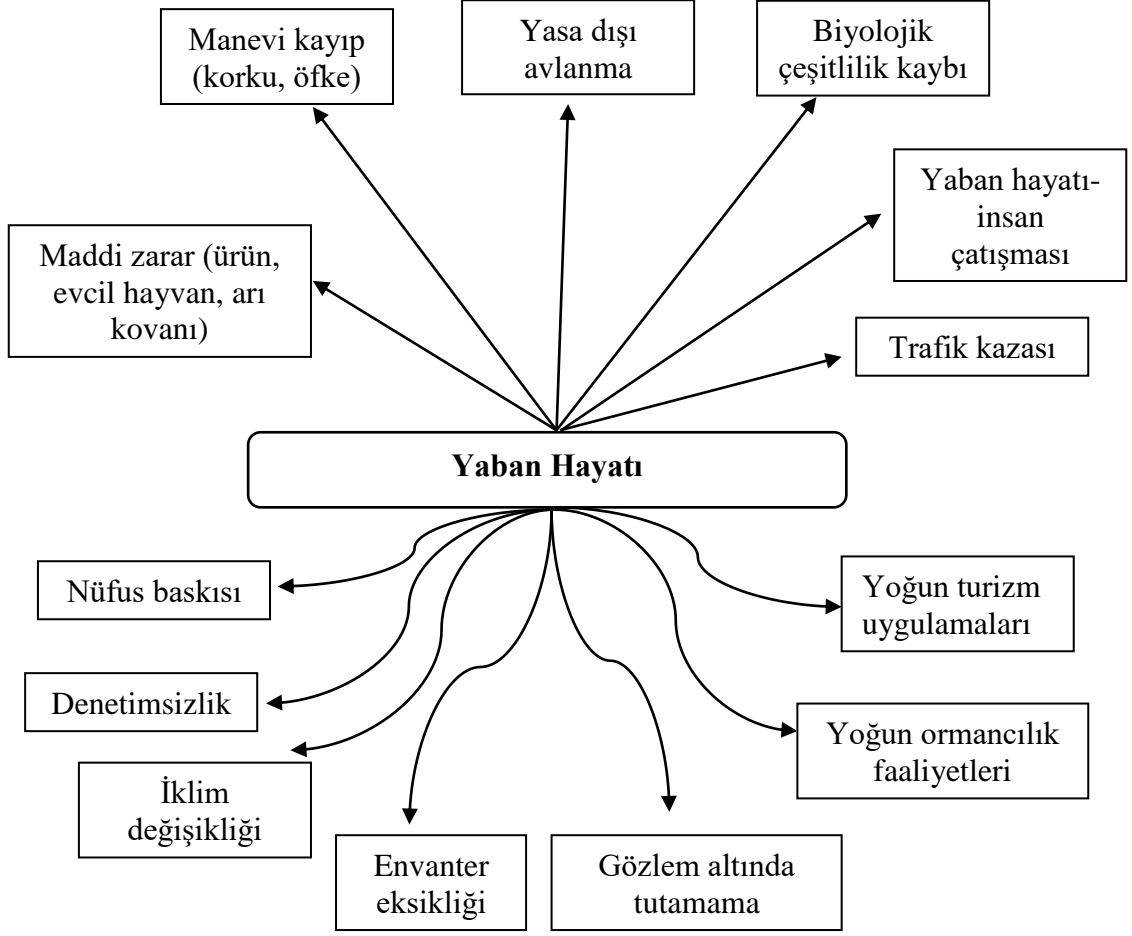 Manevi kayıp
(korku, öfke)
Yasa dışı
avlanma
Biyolojik
çeşitlilik kaybı
Yaban hayatı-
insan
çatışması
Maddi zarar (ürün,
evcil hayvan, arı
kovanı)
Trafik kazası
Yaban Hayatı
Nüfus baskısı
Yoğun turizm
uygulamaları
Denetimsizlik
Yoğun ormancılık
faaliyetleri
İklim
değişikliği
Envanter
eksikliği
Gözlem altında
tutamama